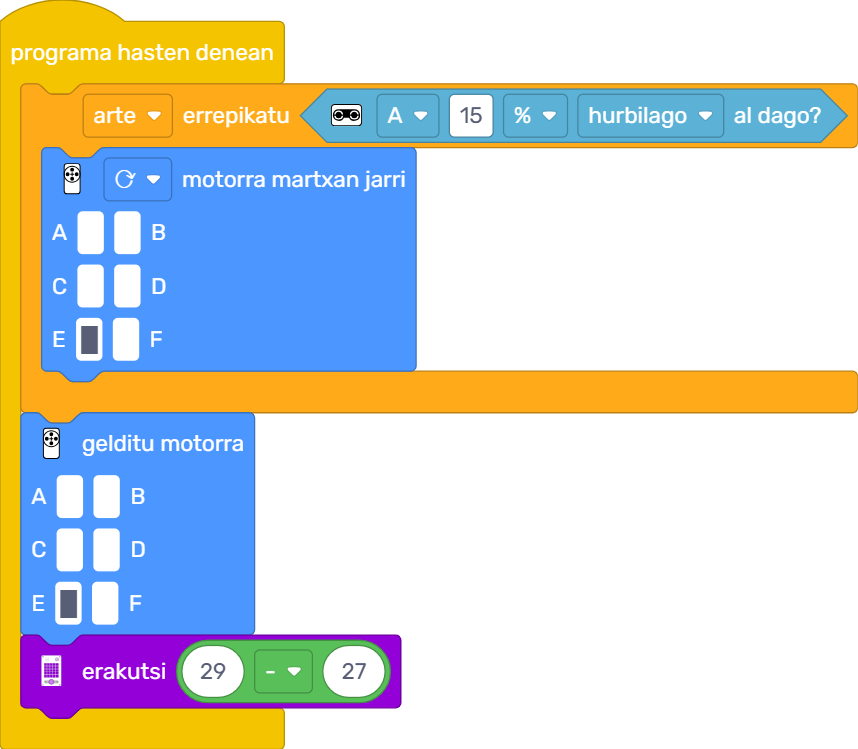 programa hasten denean
arte errepikatu A 15 % hurbilago al dago?
motorra martxan jarri
A B
C D
E F
gelditu motorra
A B
C D
E F
erakutsi 29 - 27